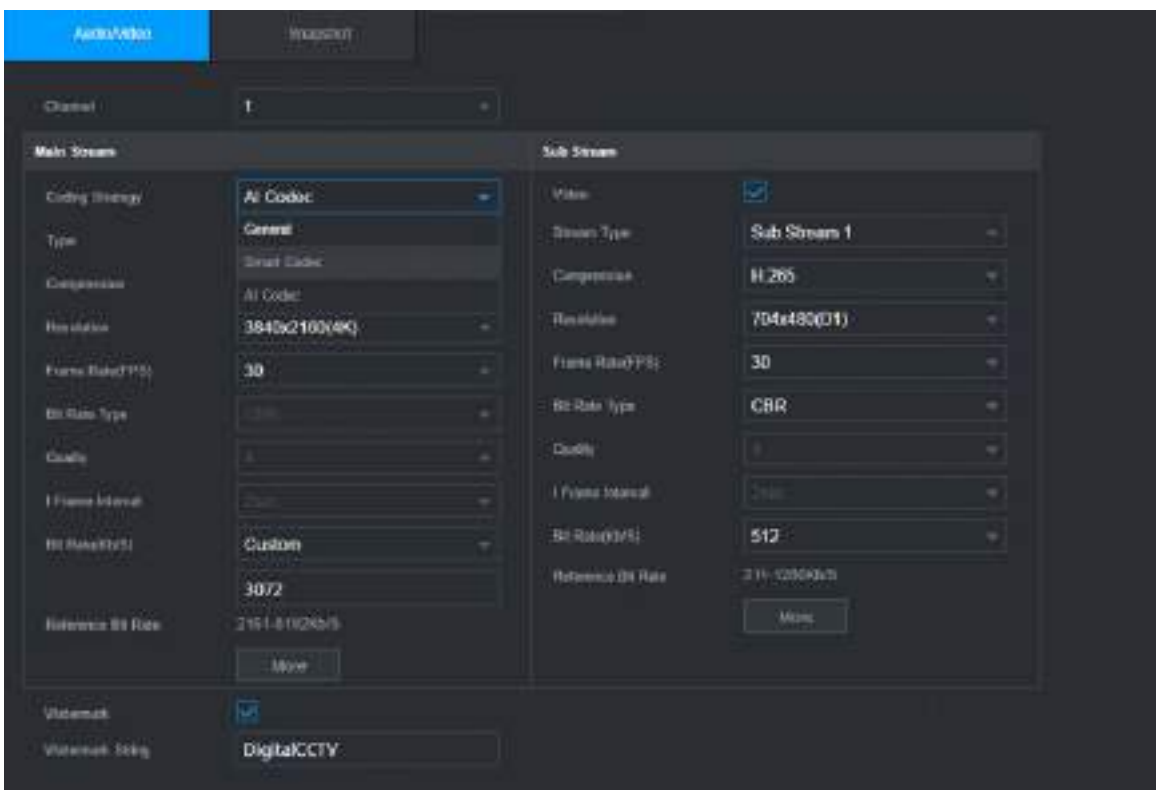 Audio/Video
Snapshot
Channel
1
Main Stream
Coding Strategy
AI Codec
General
Smart Codec
AI Codec
Type
Compression
Resolution
3840x2160(4K)
Frame Rate(FPS)
30
Bit Rate Type
CBR
Quality
I Frame Interval
2sec
Bit Rate(Kb/S)
Custom
3072
Reference Bit Rate
More
Sub Stream
Video
Stream Type
Sub Stream 1
Compression
H.265
Resolution
704x480(D1)
Frame Rate(FPS)
30
Bit Rate Type
CBR
Quality
I Frame Interval
2sec
Bit Rate(Kb/S)
512
Reference Bit Rate
More
Watermark
Watermark String
DigitalCCTV